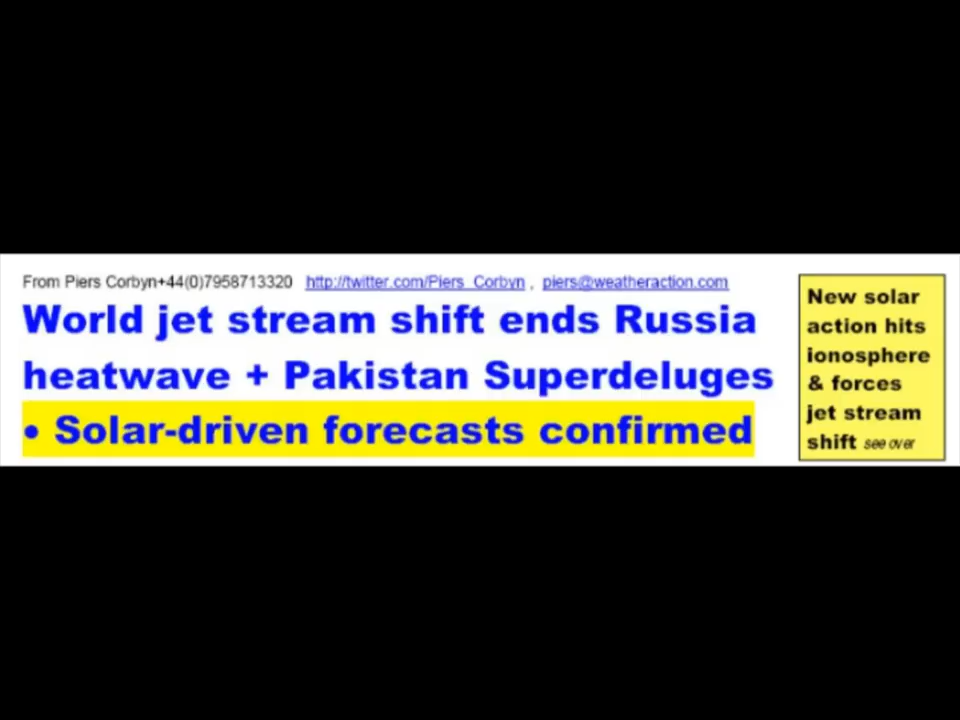 From Piers Corbyn+44(0)7958713320 http://twitter.com/Piers_Corbyn , piers@weatheraction.com
World jet stream shift ends Russia
heatwave + Pakistan Superdeluges
• Solar-driven forecasts confirmed
New solar
action hits
ionosphere
& forces
jet stream
shift see over